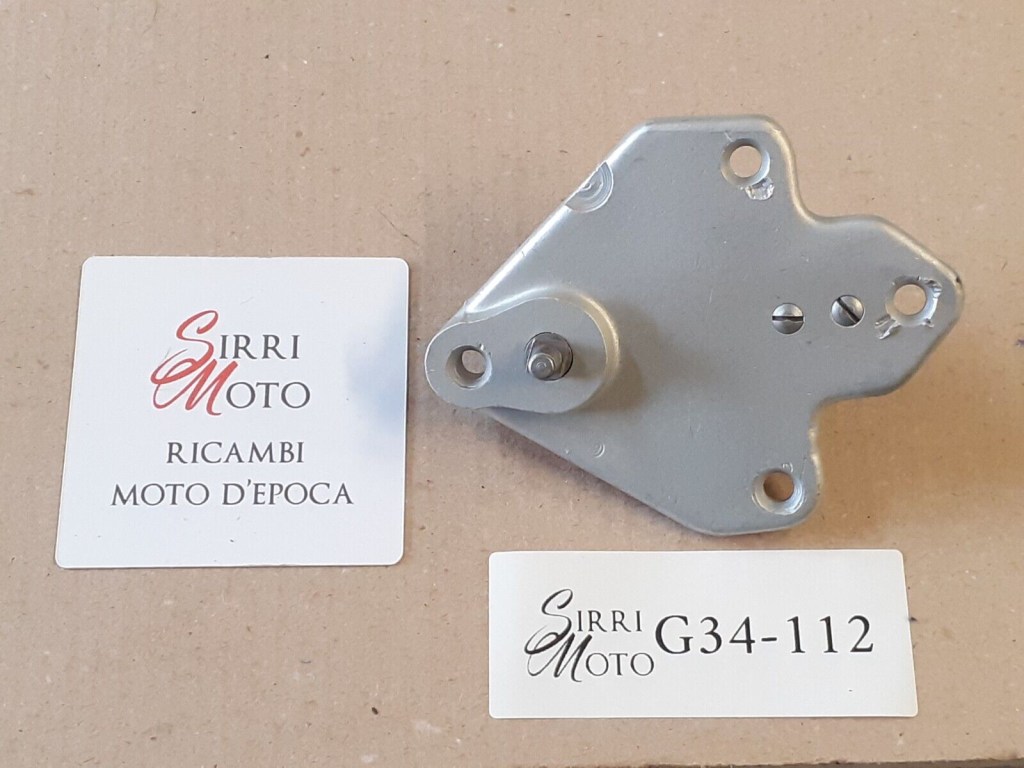 SIRRI
MOTO
RICAMBI
MOTO D'EPOCA
SIRRI
MOTO
G34-112